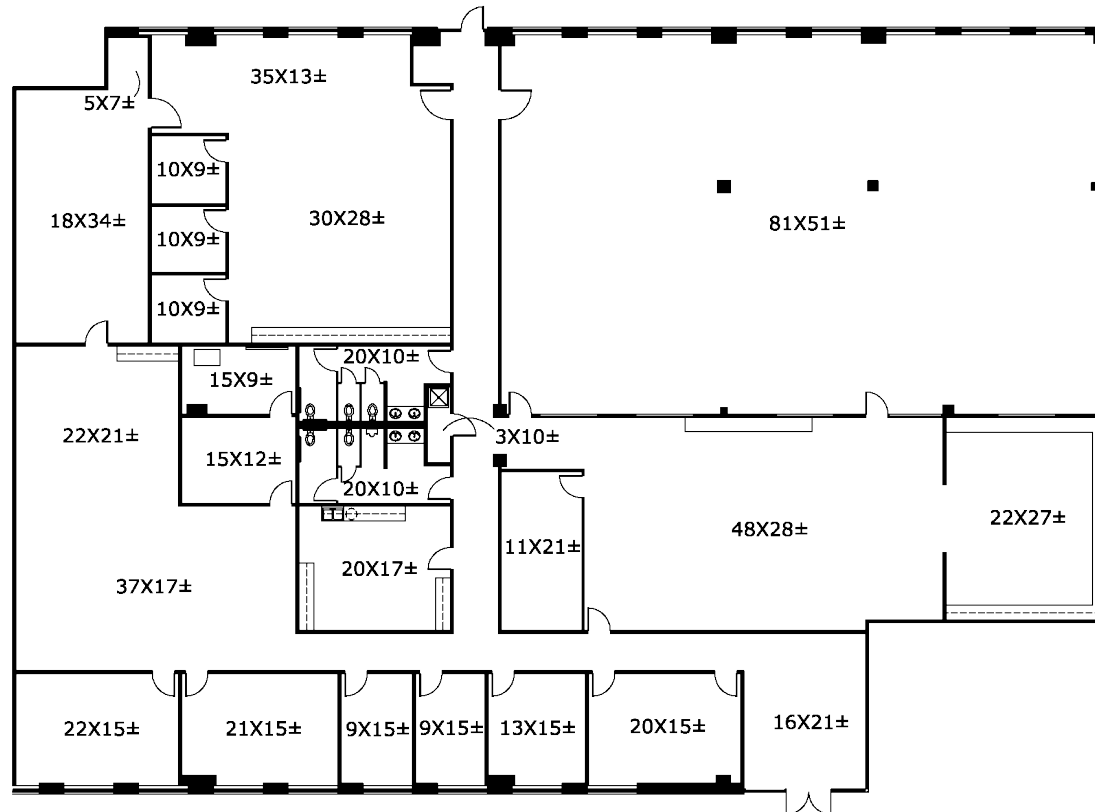 35X13±
5X7±
10X9±
18X34±
30X28±
81X51±
10X9±
10X9±
20X10±
15X9±
22X21±
3X10±
15X12±
20X10±
48X28±
22X27±
11X21±
20X17±
37X17±
22X15±
21X15±
9X15±
9X15±
13X15±
20X15±
16X21±